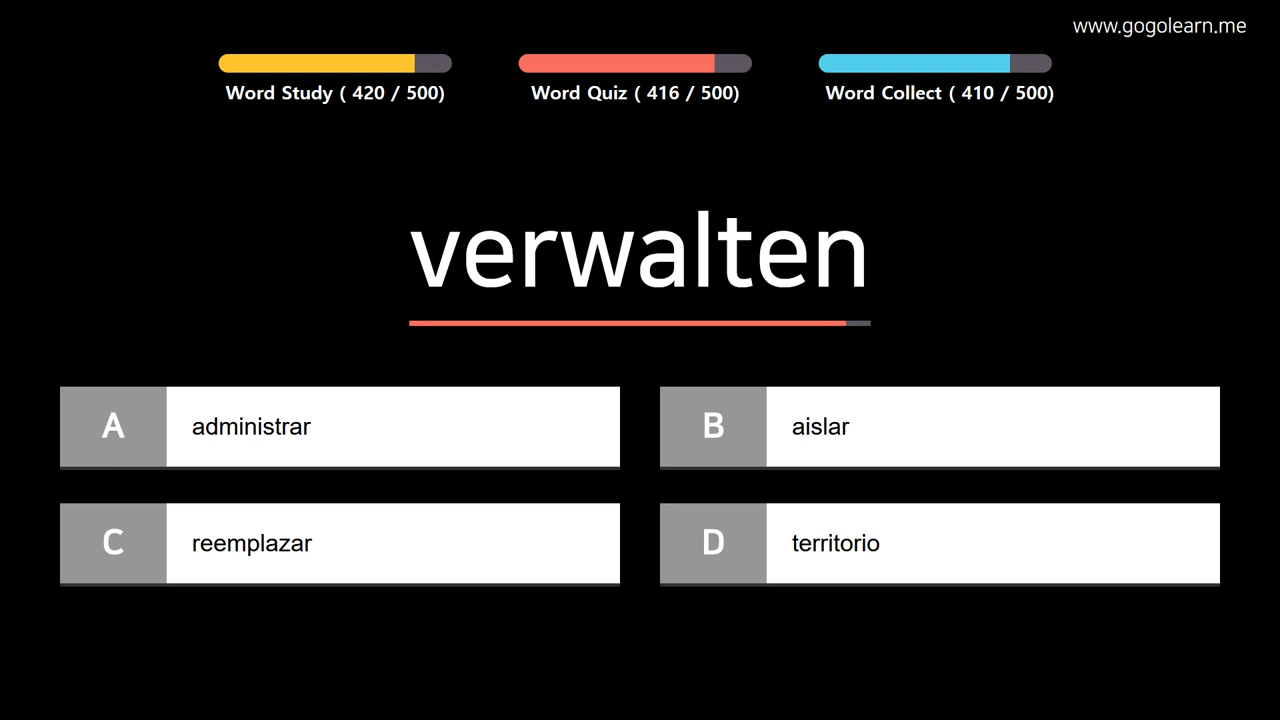 www.gogolearn.me
Word Study ( 420 / 500)
Word Quiz ( 416 / 500)
Word Collect ( 410 / 500)
verwalten
A administrar
B aislar
C reemplazar
D territorio